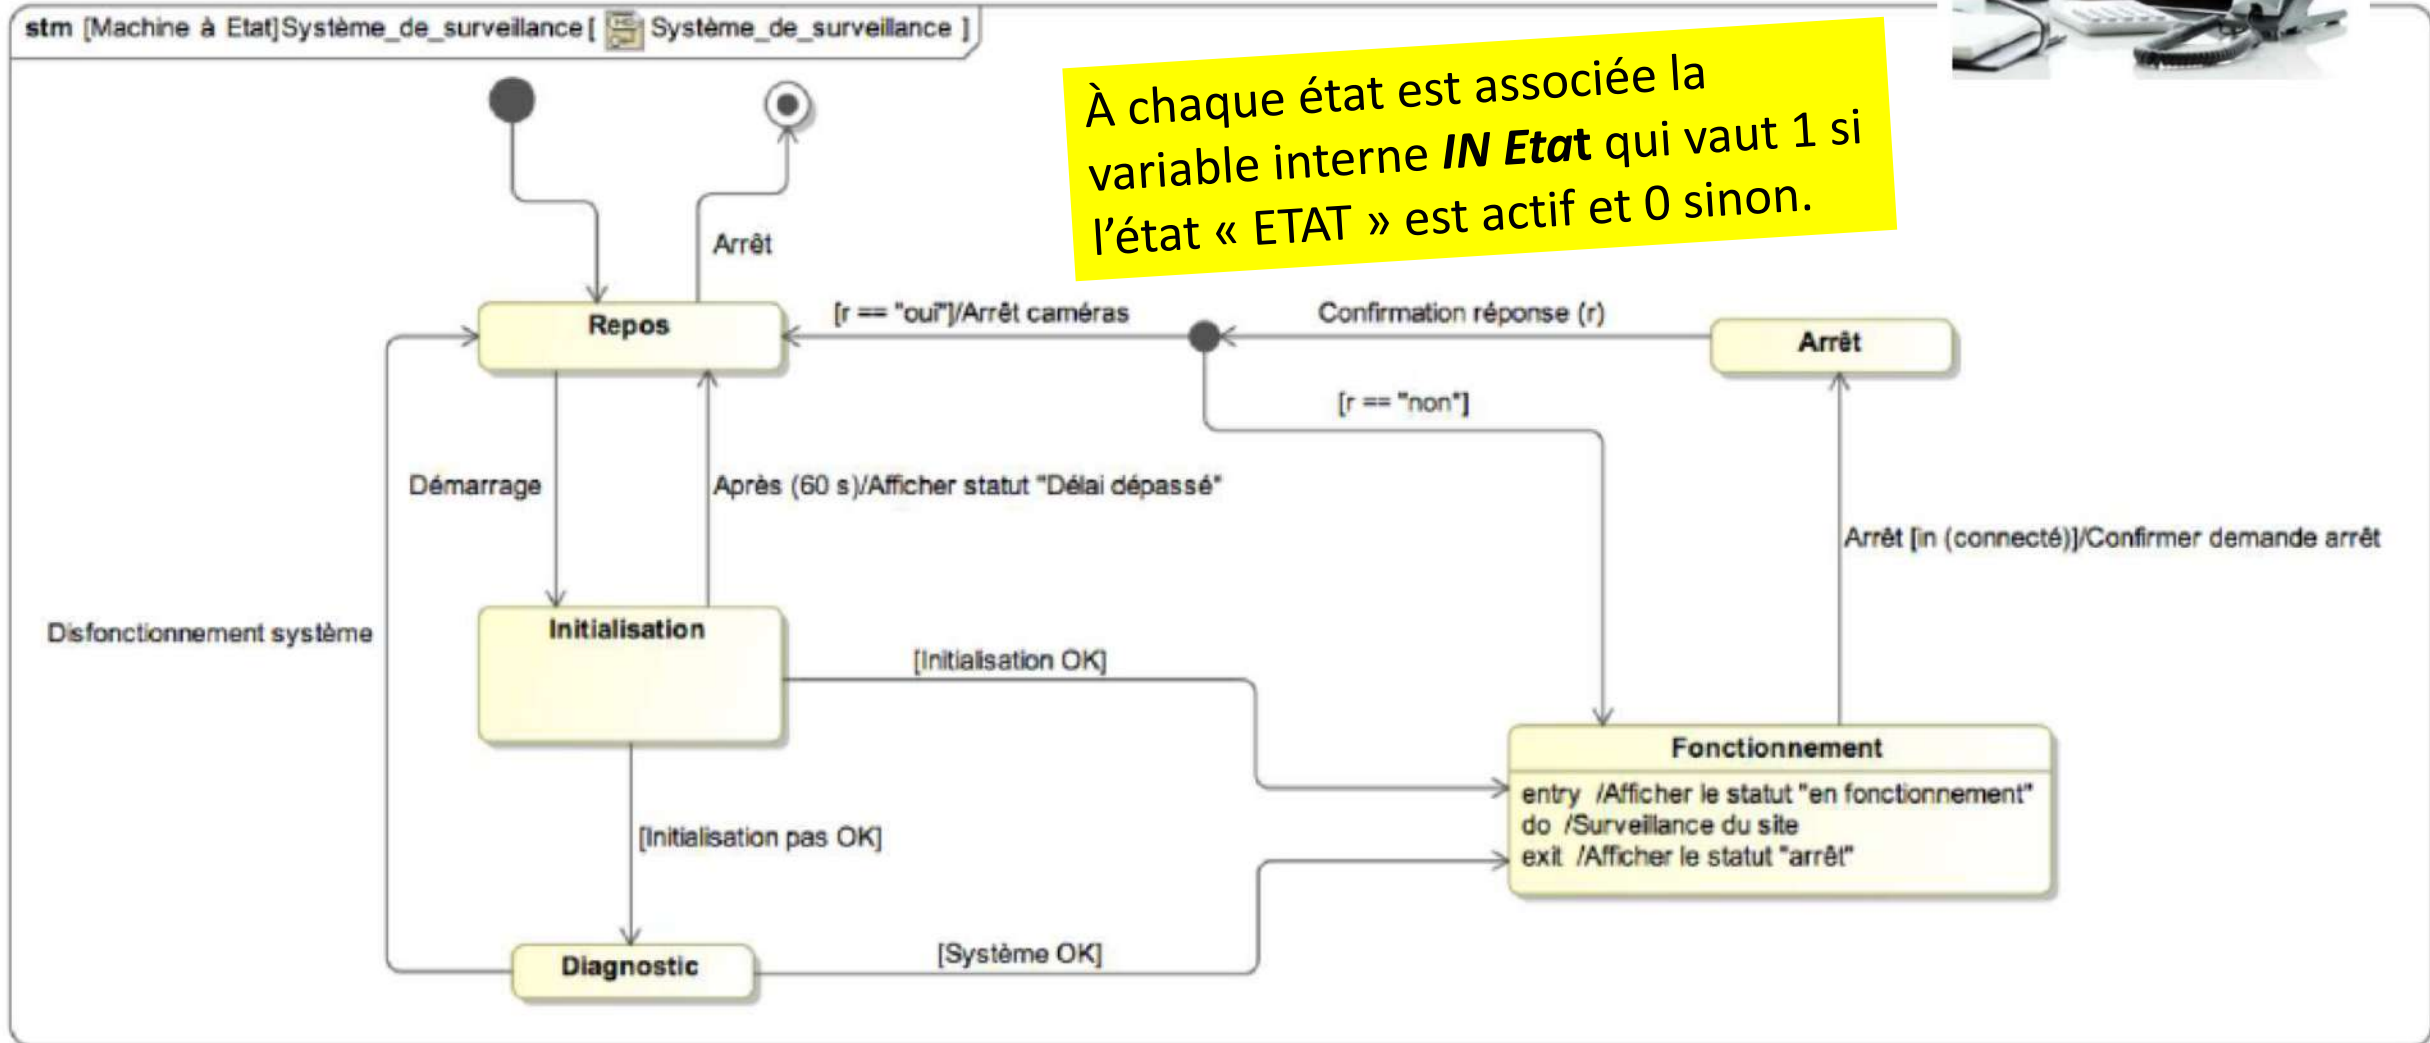 stm [Machine à Etat]Système_de_surveillance [ Système_de_surveillance ]
À chaque état est associée la
variable interne IN Etat qui vaut 1 si
l'état « ETAT » est actif et 0 sinon.
Arrêt
Repos
[r == "oui"]/Arrêt caméras
Confirmation réponse (r)
Arrêt
[r == "non"]
Démarrage
Après (60 s)/Afficher statut "Délai dépassé"
Arrêt [in (connecté)]/Confirmer demande arrêt
Disfonctionnement système
Initialisation
[Initialisation OK]
Fonctionnement
entry /Afficher le statut "en fonctionnement"
do /Surveillance du site
exit /Afficher le statut "arrêt"
[Initialisation pas OK]
Diagnostic
[Système OK]